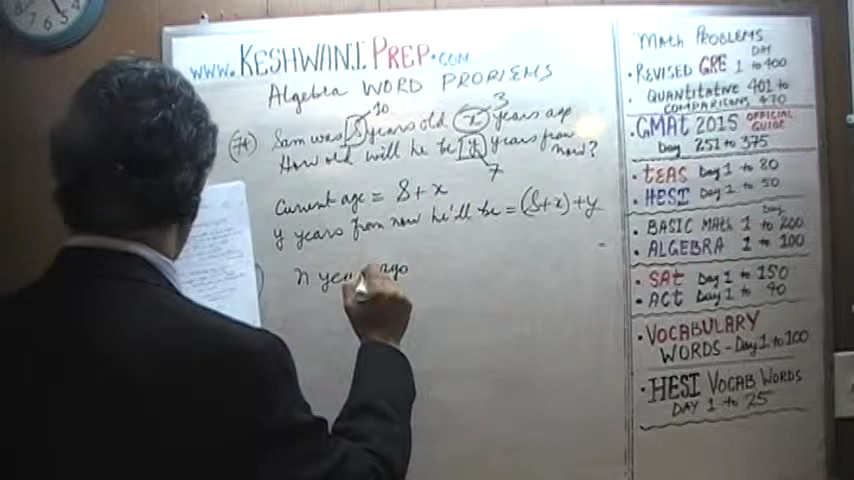 www.KESHWANIPREP.COM
Algebra WORD PROBLEMS
10
3
(74) Sam was S years old x years ago
How old will he be y years from now?
7
Current age = S + x
y years from now he'll be = (S + x) + y
=
n years ago
MATH PROBLEMS
DAY
• REVISED GRE 1 to 400
• QUANTITATIVE 401 to
COMPARISONS 470
• GMAT 2015 OFFICIAL GUIDE
Day 251 to 375
• TEAS Day 1 to 80
• HESI Day 1 to 50
Day
• BASIC MATH 1 to 200
• ALGEBRA 1 to 100
• SAT Day 1 to 150
• ACT Day 1 to 40
• VOCABULARY
WORDS - Day 1 to 100
• HESI VOCAB WORDS
DAY 1 to 25